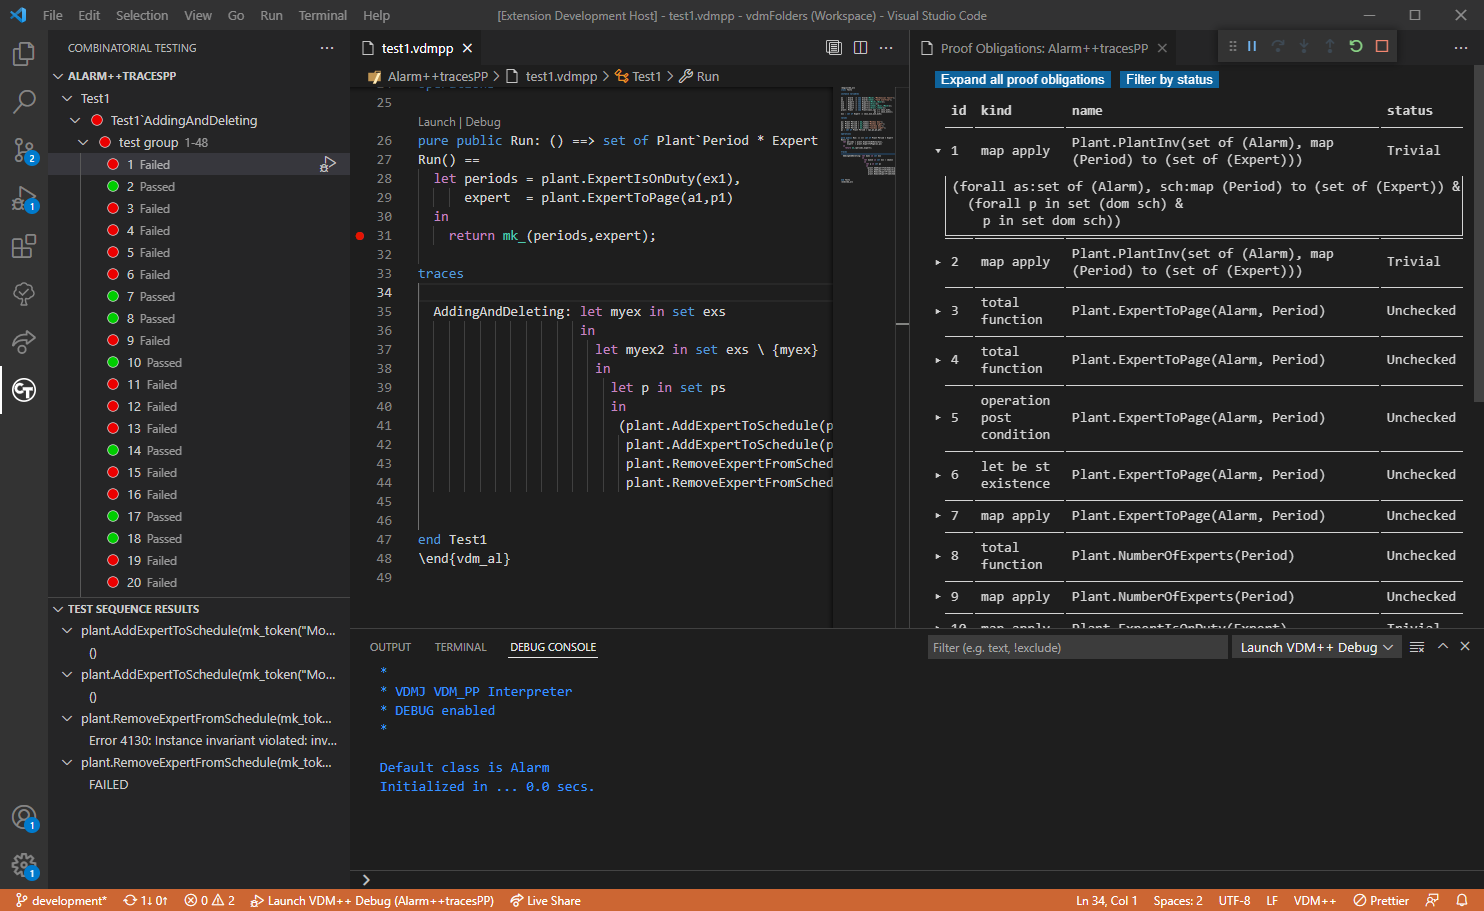 File Edit Selection View Go Run Terminal Help
[Extension Development Host] - test1.vdmpp - vdmFolders (Workspace) - Visual Studio Code
COMBINATORIAL TESTING
ALARM++TRACESPP
Test1
Test1`AddingAndDeleting
test group 1-48
1 Failed
2 Passed
3 Failed
4 Failed
5 Failed
6 Failed
7 Passed
8 Passed
9 Failed
10 Passed
11 Failed
12 Failed
13 Failed
14 Passed
15 Failed
16 Failed
17 Passed
18 Passed
19 Failed
20 Failed
TEST SEQUENCE RESULTS
plant.AddExpertToSchedule(mk_token("Mo...
()
plant.AddExpertToSchedule(mk_token("Mo...
()
plant.RemoveExpertFromSchedule(mk_tok...
Error 4130: Instance invariant violated: inv...
plant.RemoveExpertFromSchedule(mk_tok...
FAILED
2
1
1
1
test1.vdmpp
Alarm++tracesPP > test1.vdmpp > Test1 > Run
25
Launch | Debug
26 pure public Run: () ==> set of Plant`Period * Expert
27 Run() ==
28 let periods = plant.ExpertIsOnDuty(ex1),
29 expert = plant.ExpertToPage(a1,p1)
30 in
31 return mk_(periods,expert);
32
33 traces
34
35 AddingAndDeleting: let myex in set exs
36 in
37 let myex2 in set exs \ {myex}
38 in
39 let p in set ps
40 in
41 (plant.AddExpertToSchedule(p
42 plant.AddExpertToSchedule(p
43 plant.RemoveExpertFromSched
44 plant.RemoveExpertFromSched
45
46
47 end Test1
48 \end{vdm_al}
49
Proof Obligations: Alarm++tracesPP
Expand all proof obligations Filter by status
id kind name status
1 map apply Plant.PlantInv(set of (Alarm), map (Period) to (set of (Expert))) Trivial
(forall as:set of (Alarm), sch:map (Period) to (set of (Expert)) &
(forall p in set (dom sch) &
p in set dom sch))
2 map apply Plant.PlantInv(set of (Alarm), map (Period) to (set of (Expert))) Trivial
3 total function Plant.ExpertToPage(Alarm, Period) Unchecked
4 total function Plant.ExpertToPage(Alarm, Period) Unchecked
5 operation post condition Plant.ExpertToPage(Alarm, Period) Unchecked
6 let be st existence Plant.ExpertToPage(Alarm, Period) Unchecked
7 map apply Plant.ExpertToPage(Alarm, Period) Unchecked
8 total function Plant.NumberOfExperts(Period) Unchecked
9 map apply Plant.NumberOfExperts(Period) Unchecked
10 map apply Plant.ExpertIsOnDuty(Expert) Trivial
OUTPUT TERMINAL DEBUG CONSOLE
Filter (e.g. text, !exclude)
Launch VDM++ Debug
*
* VDMJ VDM_PP Interpreter
* DEBUG enabled
*
Default class is Alarm
Initialized in ... 0.0 secs.
>
development* 1↓ 0↑ 0 2 Launch VDM++ Debug (Alarm++tracesPP) Live Share
Ln 34, Col 1 Spaces: 2 UTF-8 LF VDM++ Prettier